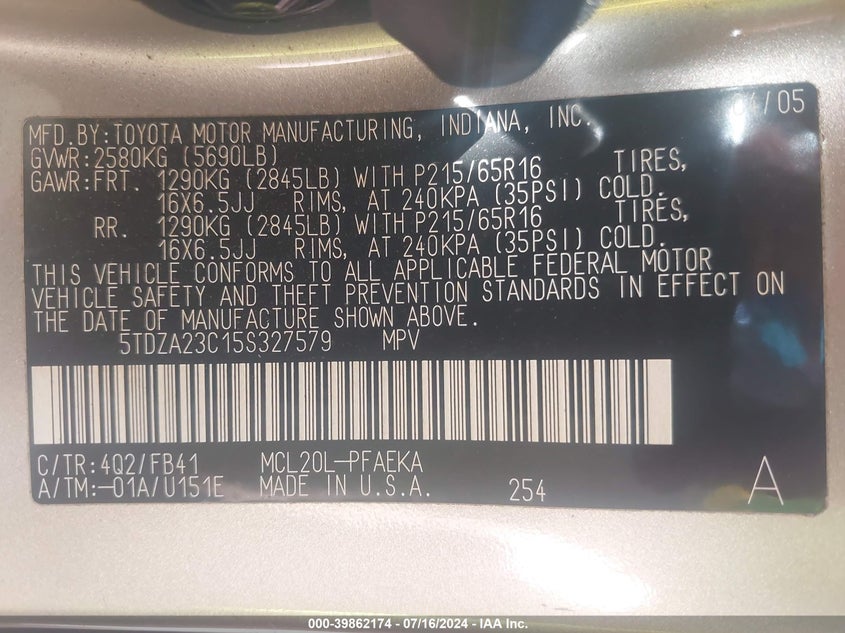 /05
MFD.BY:TOYOTA MOTOR MANUFACTURING, INDIANA, INC.
GVWR:2580KG (5690LB)
GAWR:FRT. 1290KG (2845LB) WITH P215/65R16 TIRES,
16X6.5JJ RIMS, AT 240KPA (35PSI) COLD.
RR. 1290KG (2845LB) WITH P215/65R16 TIRES,
16X6.5JJ RIMS, AT 240KPA (35PSI) COLD.
THIS VEHICLE CONFORMS TO ALL APPLICABLE FEDERAL MOTOR
VEHICLE SAFETY AND THEFT PREVENTION STANDARDS IN EFFECT ON
THE DATE OF MANUFACTURE SHOWN ABOVE.
5TDZA23C15S327579 MPV
C/TR:4Q2/FB41 MCL20L-PFAEKA
A/TM:-01A/U151E MADE IN U.S.A. 254 A
000-39862174 - 07/16/2024 - IAA Inc.